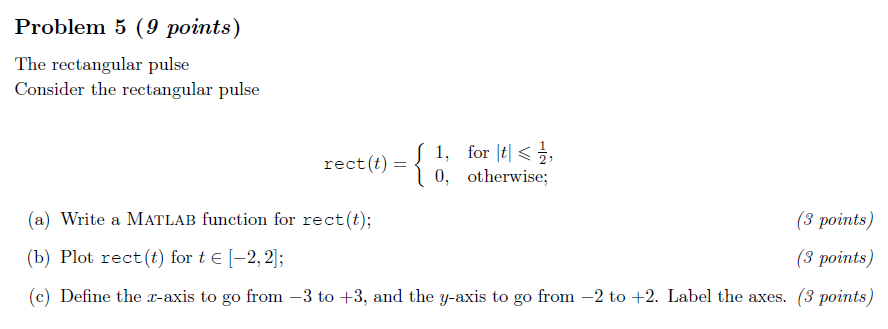 Problem 5 (9 points)
The rectangular pulse
Consider the rectangular pulse
rect(t) = { 1, for |t| ⩽ 1/2,
0, otherwise;
(a) Write a MATLAB function for rect(t); (3 points)
(b) Plot rect(t) for t ∈ [−2, 2]; (3 points)
(c) Define the x-axis to go from −3 to +3, and the y-axis to go from −2 to +2. Label the axes. (3 points)